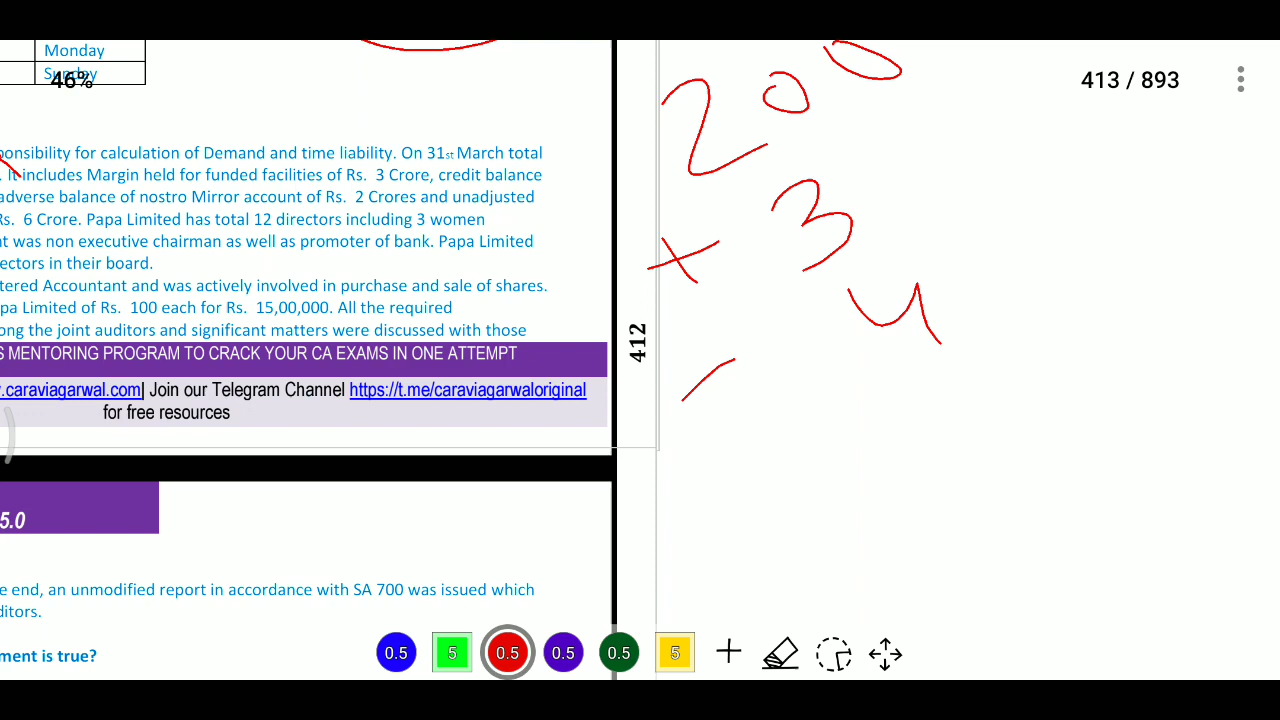 Monday
Sunday
46%
413 / 893
200
ponsibility for calculation of Demand and time liability. On 31st March total
. It includes Margin held for funded facilities of Rs. 3 Crore, credit balance
adverse balance of nostro Mirror account of Rs. 2 Crores and unadjusted
Rs. 6 Crore. Papa Limited has total 12 directors including 3 women
nt was non executive chairman as well as promoter of bank. Papa Limited
ectors in their board.
tered Accountant and was actively involved in purchase and sale of shares.
pa Limited of Rs. 100 each for Rs. 15,00,000. All the required
ong the joint auditors and significant matters were discussed with those
+ 3
4
412
S MENTORING PROGRAM TO CRACK YOUR CA EXAMS IN ONE ATTEMPT
.caraviagarwal.com| Join our Telegram Channel https://t.me/caraviagarwaloriginal
for free resources
5.0
e end, an unmodified report in accordance with SA 700 was issued which
ditors.
ment is true?
0.5 5 0.5 0.5 0.5 5